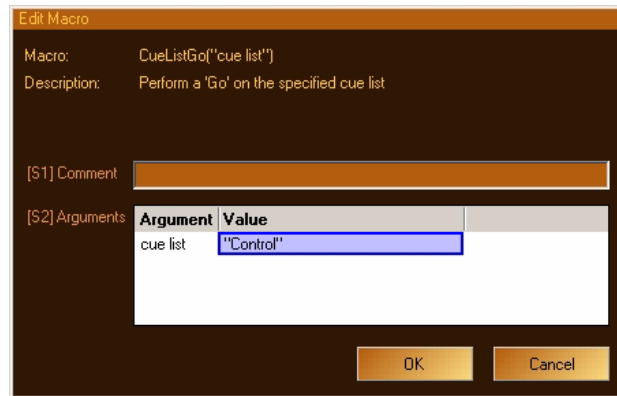 Edit Macro
Macro: CueListGo("cue list")
Description: Perform a 'Go' on the specified cue list
[S1] Comment
[S2] Arguments
Argument Value
cue list "Control"
OK Cancel